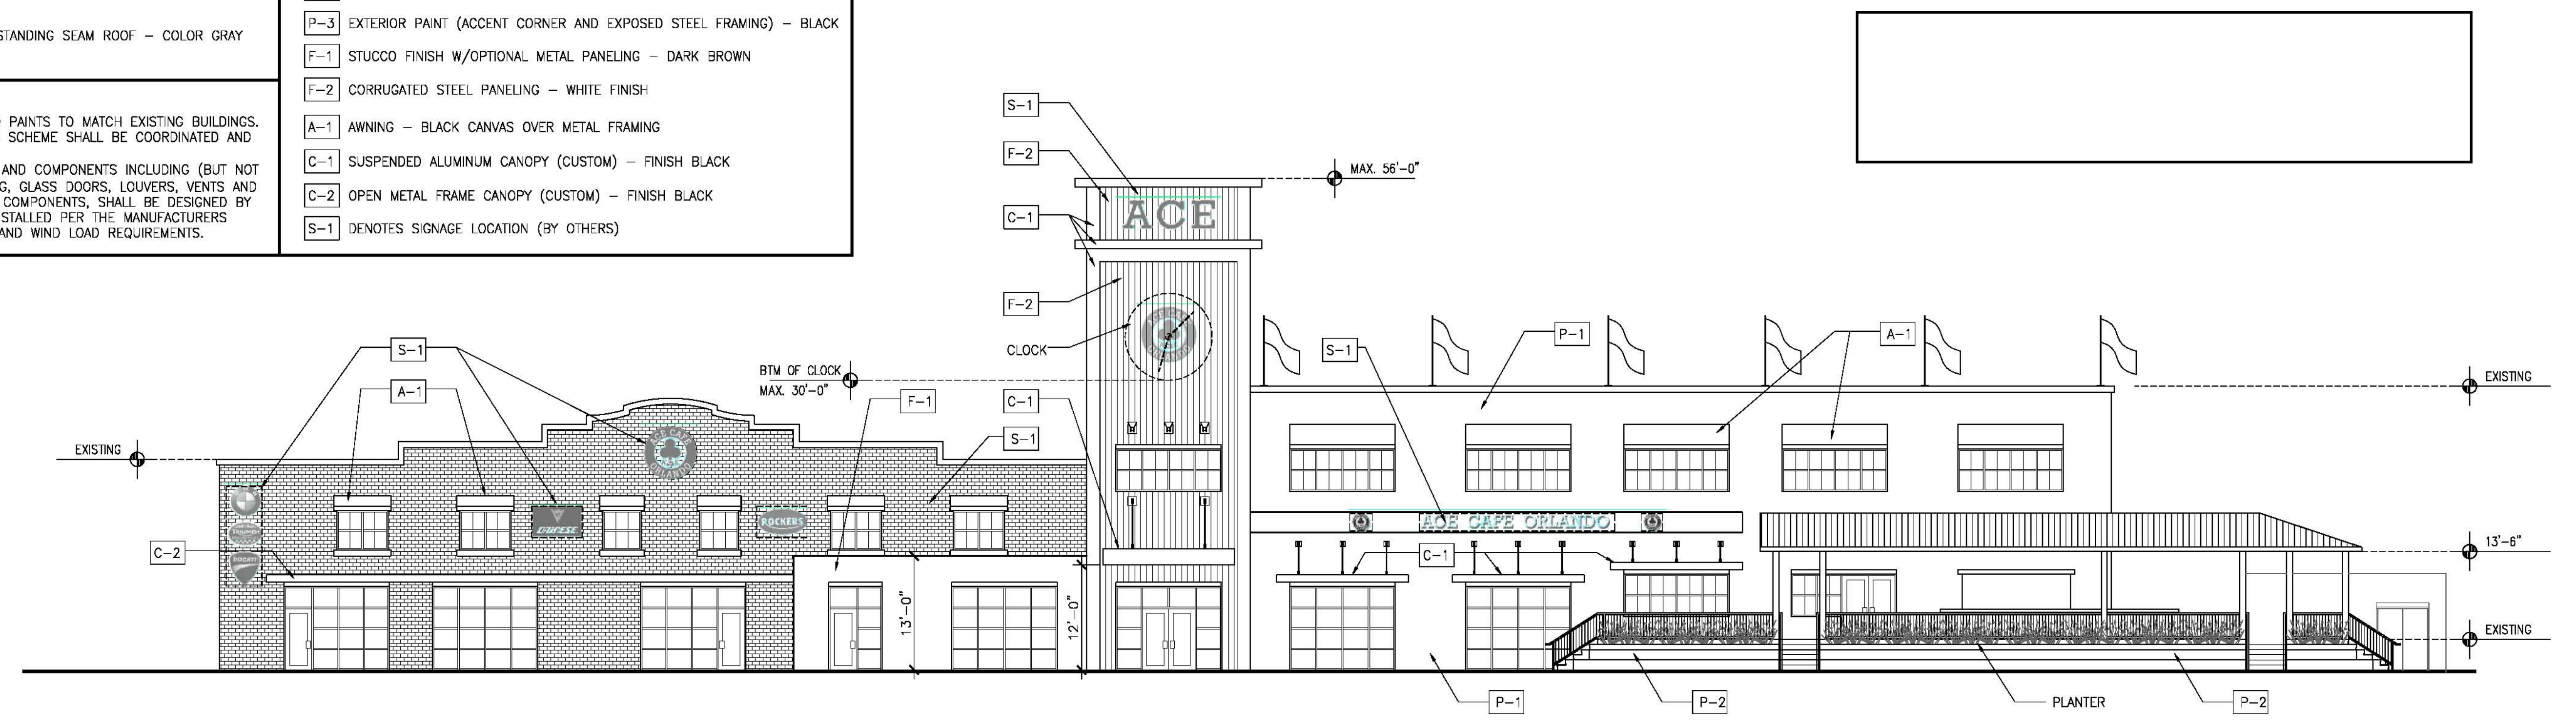 STANDING SEAM ROOF – COLOR GRAY
PAINTS TO MATCH EXISTING BUILDINGS.
SCHEME SHALL BE COORDINATED AND
AND COMPONENTS INCLUDING (BUT NOT
GLASS DOORS, LOUVERS, VENTS AND
COMPONENTS, SHALL BE DESIGNED BY
STALLED PER THE MANUFACTURERS
AND WIND LOAD REQUIREMENTS.
P-3 EXTERIOR PAINT (ACCENT CORNER AND EXPOSED STEEL FRAMING) – BLACK
F-1 STUCCO FINISH W/OPTIONAL METAL PANELING – DARK BROWN
F-2 CORRUGATED STEEL PANELING – WHITE FINISH
A-1 AWNING – BLACK CANVAS OVER METAL FRAMING
C-1 SUSPENDED ALUMINUM CANOPY (CUSTOM) – FINISH BLACK
C-2 OPEN METAL FRAME CANOPY (CUSTOM) – FINISH BLACK
S-1 DENOTES SIGNAGE LOCATION (BY OTHERS)
S-1
F-2
MAX. 56'-0"
C-1
ACE
F-2
ACE CAFE
ORLANDO
CLOCK
S-1
P-1
A-1
S-1
BTM OF CLOCK
MAX. 30'-0"
EXISTING
A-1
F-1
C-1
S-1
EXISTING
ACE CAFE
ORLANDO
ROCKERS
ACE CAFE ORLANDO
C-2
C-1
13'-6"
13'-0"
12'-0"
EXISTING
P-1
P-2
PLANTER
P-2